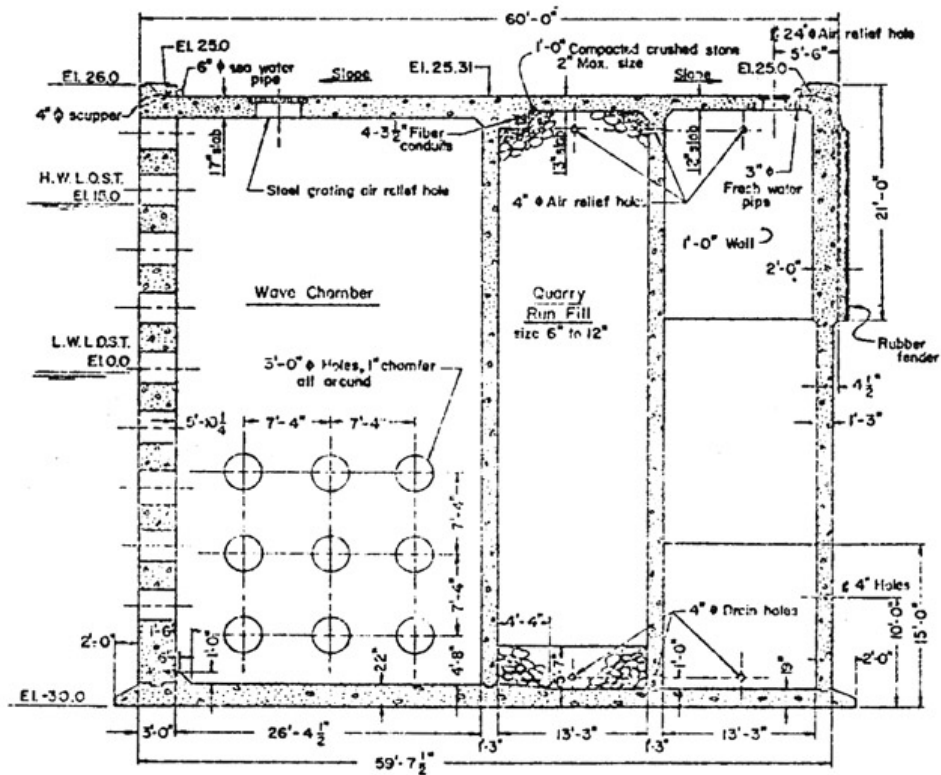 60'-0"
℄ 24" ϕ Air relief hole
5'-6"
El. 25.0
El. 26.0
6" ϕ sea water
pipe
Slope
El. 25.31
1'-0" Compacted crushed stone
2" Max. size
Slope
El. 25.0
4" ϕ scupper
17" slab
4-3½" Fiber
conduits
13" slab
12" slab
Steel grating air relief hole
4" ϕ Air relief hole
3" ϕ
Fresh water
pipe
21'-0"
H.W.L.O.S.T.
1'-0" Wall
2'-0"
Wave Chamber
Quarry
Run Fill
size 6" to 12"
L.W.L.O.S.T.
El. 0.0
3'-0" ϕ Holes, 1" chamfer
all around
Rubber
fender
4½"
1'-3"
5'-10¼
7'-4"
7'-4"
7'-4"
7'-4"
℄ 4" Holes
10'-0"
15'-0"
2'-0"
1'-6"
6"
1'-0"
22"
4'-8"
4'-4"
4" ϕ Drain holes
1'-0"
19"
2'-0"
El.-30.0
3'-0"
26'-4½"
1'-3"
13'-3"
1'-3"
13'-3"
59'-7½"